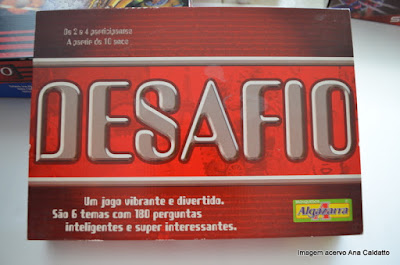 De 2 a 4 participantes
A partir de 10 anos
DESAFIO
Um jogo vibrante e divertido.
São 6 temas com 180 perguntas
inteligentes e super interessantes.
Algazarra
Imagem acervo Ana Caldatto